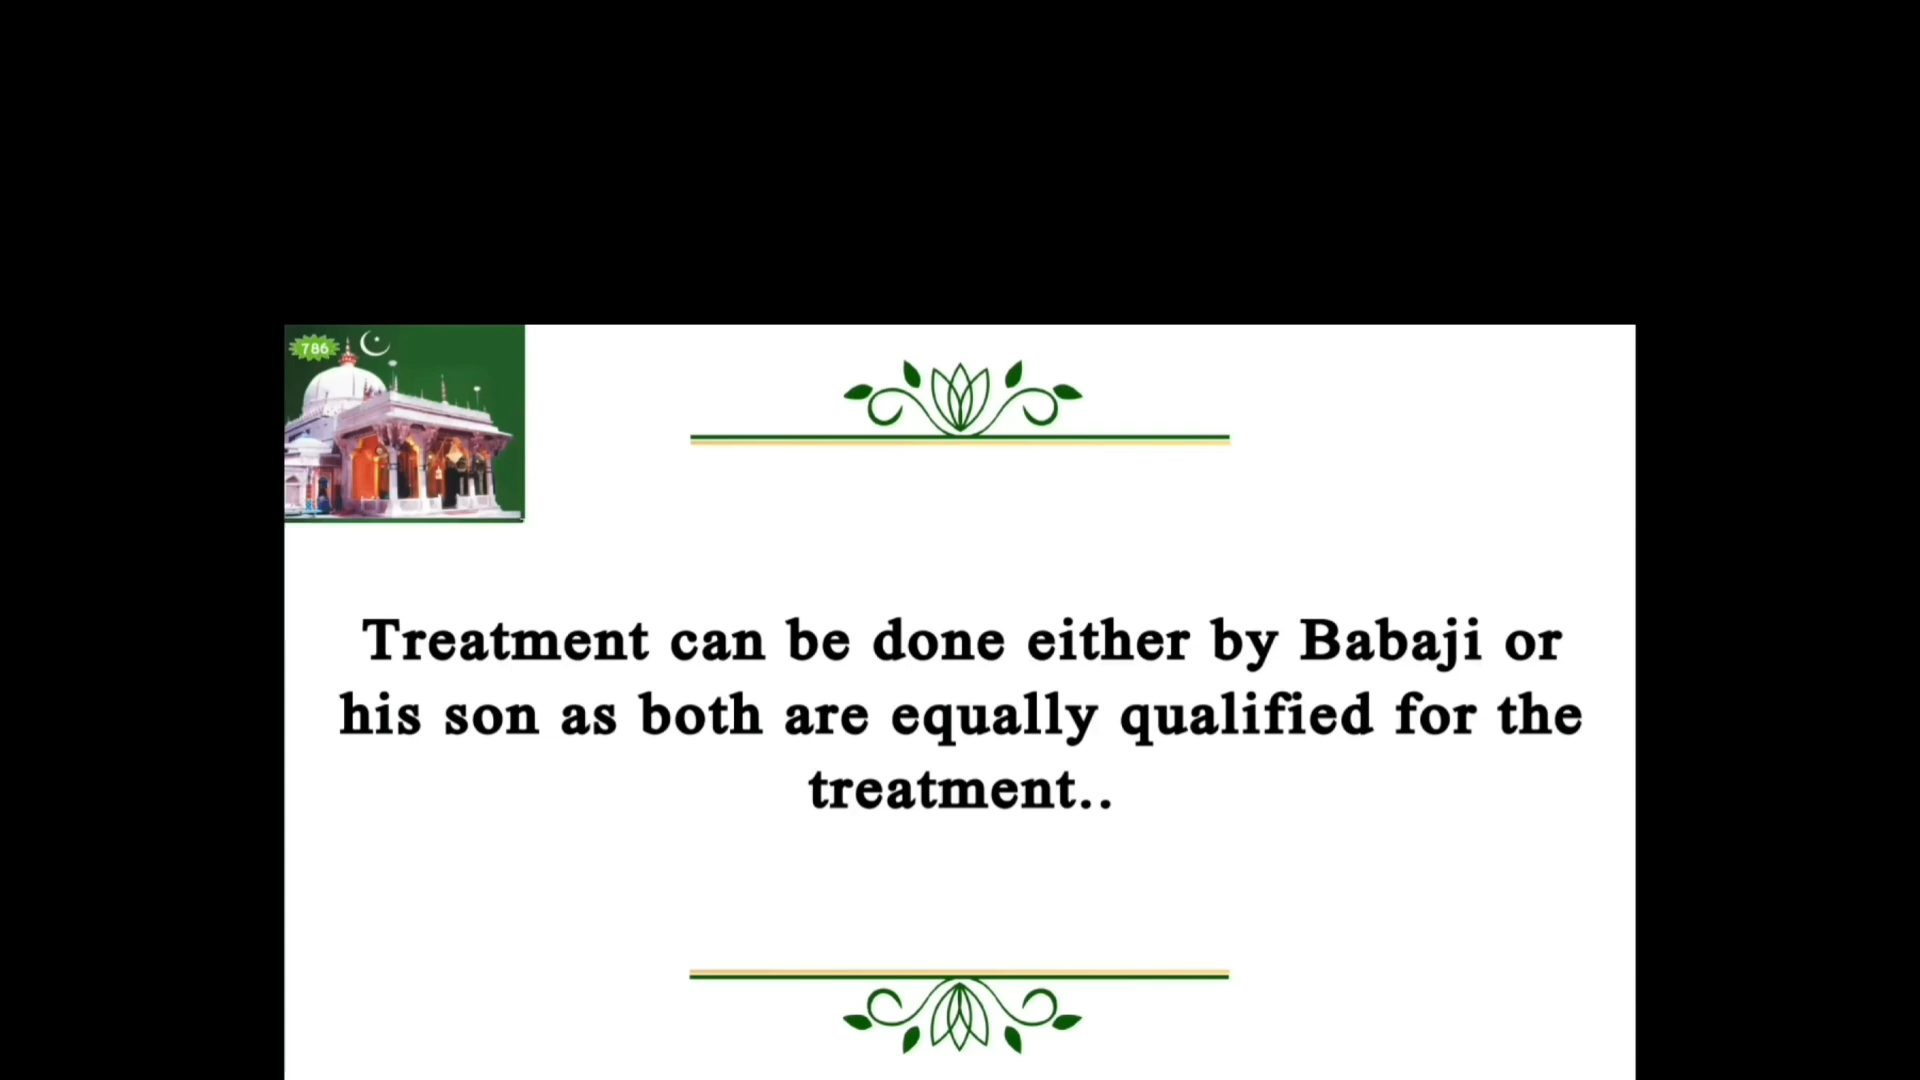 786
Treatment can be done either by Babaji or
his son as both are equally qualified for the
treatment..